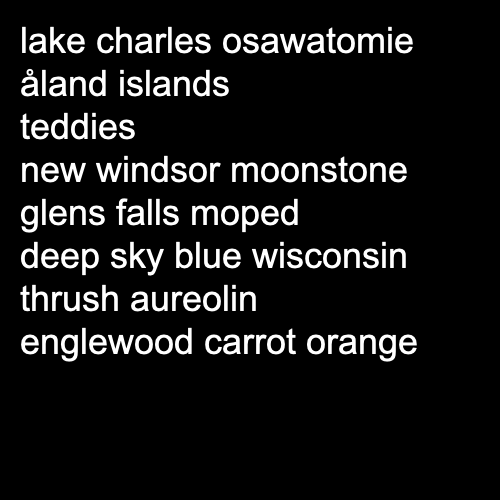 lake charles osawatomie
åland islands
teddies
new windsor moonstone
glens falls moped
deep sky blue wisconsin
thrush aureolin
englewood carrot orange